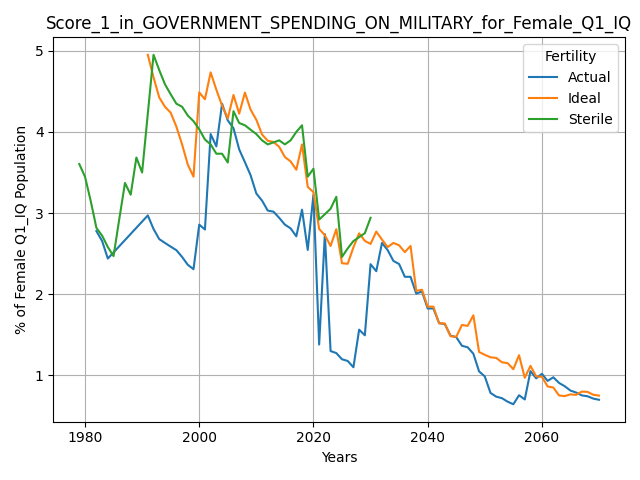 Score_1_in_GOVERNMENT_SPENDING_ON_MILITARY_for_Female_Q1_IQ
Fertility
Actual
Ideal
Sterile
% of Female Q1_IQ Population
5
4
3
2
1
1980
2000
2020
2040
2060
Years